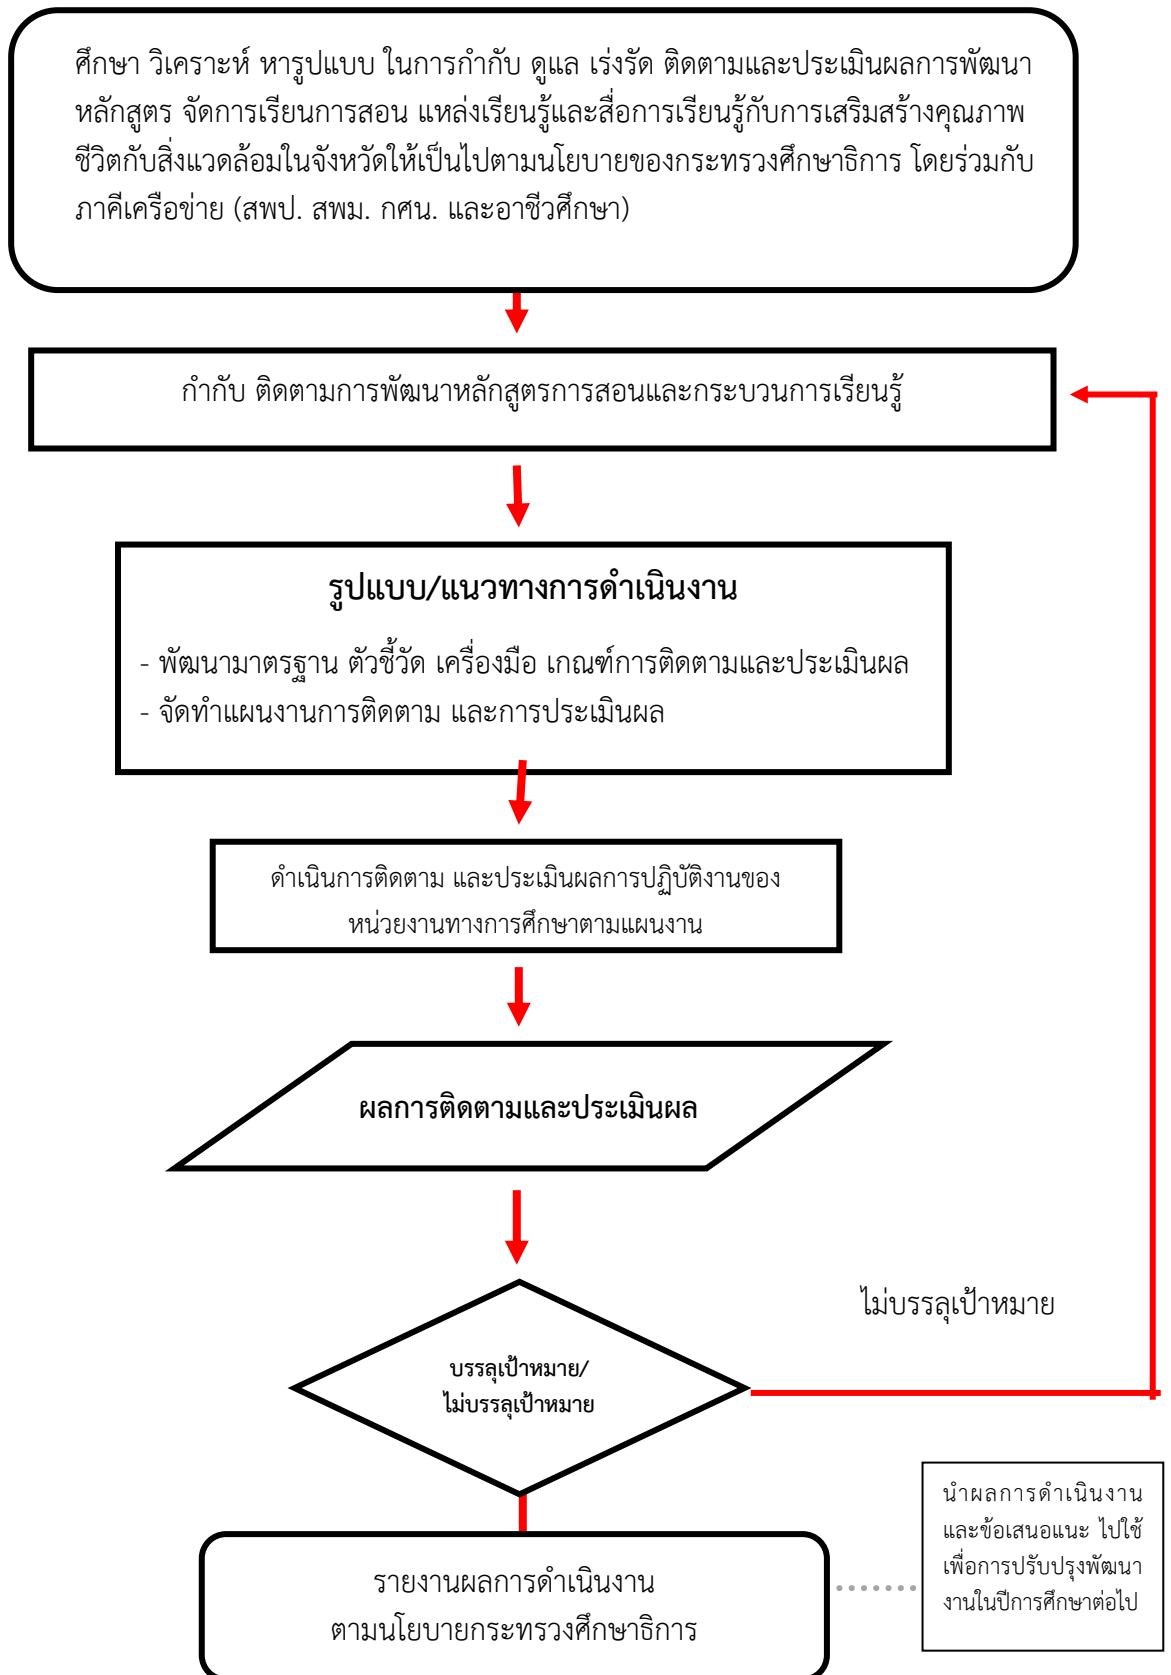 ศึกษา วิเคราะห์ หารูปแบบ ในการกำกับ ดูแล เร่งรัด ติดตามและประเมินผลการพัฒนา
หลักสูตร จัดการเรียนการสอน แหล่งเรียนรู้และสื่อการเรียนรู้กับการเสริมสร้างคุณภาพ
ชีวิตกับสิ่งแวดล้อมในจังหวัดให้เป็นไปตามนโยบายของกระทรวงศึกษาธิการ โดยร่วมกับ
ภาคีเครือข่าย (สพป. สพม. กศน. และอาชีวศึกษา)
กำกับ ติดตามการพัฒนาหลักสูตรการสอนและกระบวนการเรียนรู้
รูปแบบ/แนวทางการดำเนินงาน
- พัฒนามาตรฐาน ตัวชี้วัด เครื่องมือ เกณฑ์การติดตามและประเมินผล
- จัดทำแผนงานการติดตาม และการประเมินผล
ดำเนินการติดตาม และประเมินผลการปฏิบัติงานของ
หน่วยงานทางการศึกษาตามแผนงาน
ผลการติดตามและประเมินผล
ไม่บรรลุเป้าหมาย
บรรลุเป้าหมาย/
ไม่บรรลุเป้าหมาย
นำผลการดำเนินงาน
และข้อเสนอแนะ ไปใช้
เพื่อการปรับปรุงพัฒนา
งานในปีการศึกษาต่อไป
รายงานผลการดำเนินงาน
ตามนโยบายกระทรวงศึกษาธิการ